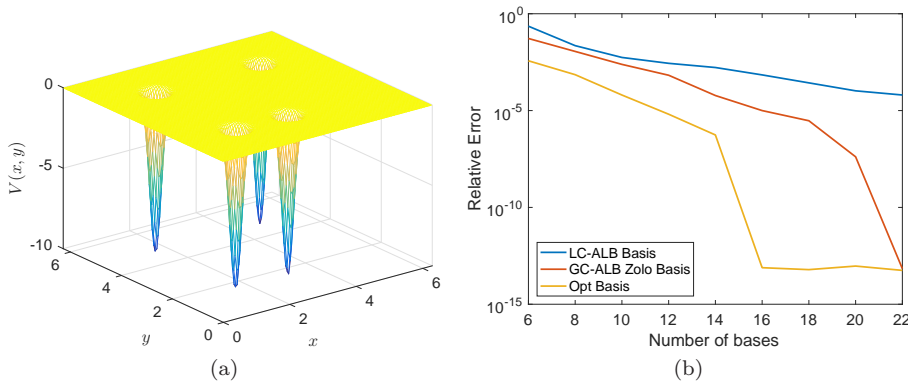 0
-5
-10
V(x, y)
6
4
2
0
y
0
2
4
6
x
(a)
10^0
10^-5
10^-10
10^-15
Relative Error
LC-ALB Basis
GC-ALB Zolo Basis
Opt Basis
6 8 10 12 14 16 18 20 22
Number of bases
(b)